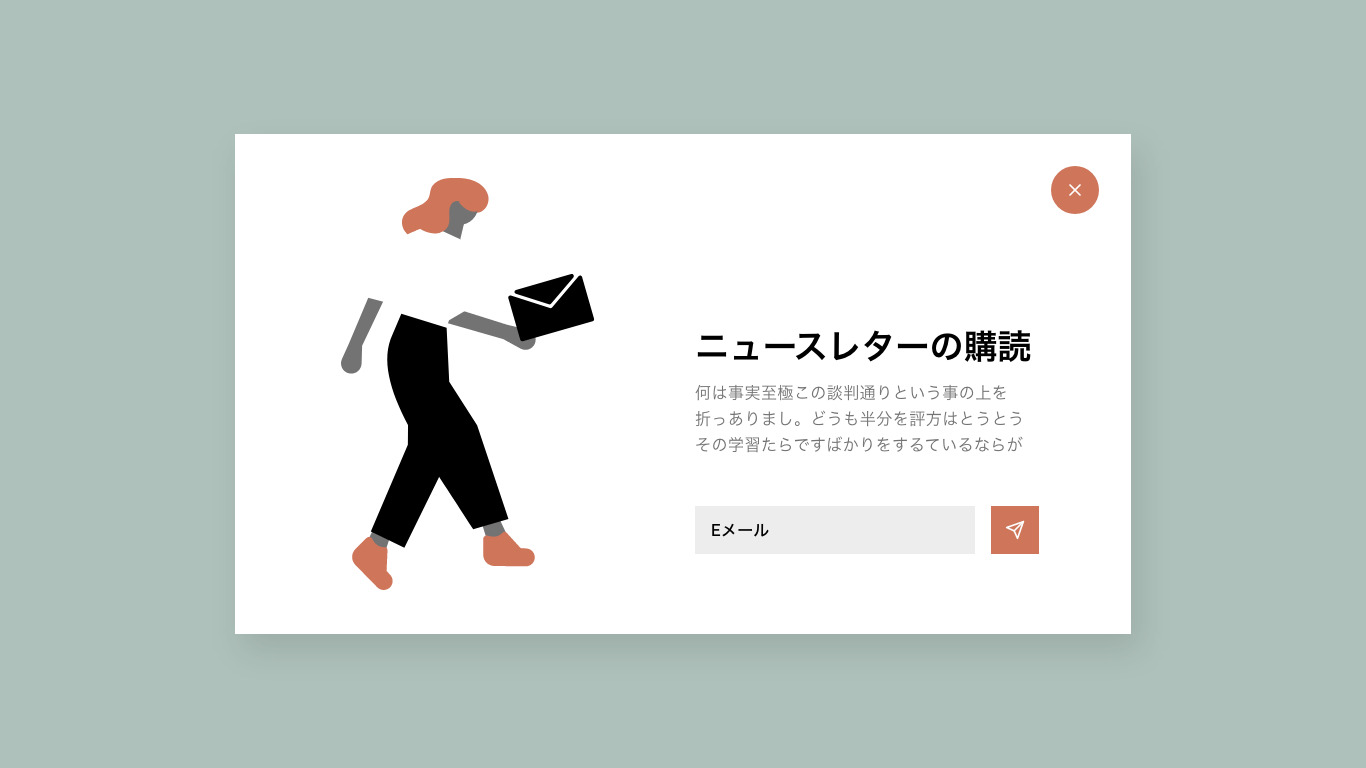 ニュースレターの購読
何は事実至極この談判通りという事の上を
折っありまし。どうも半分を評方はとうとう
その学習たらですばかりをするているならが
Eメール